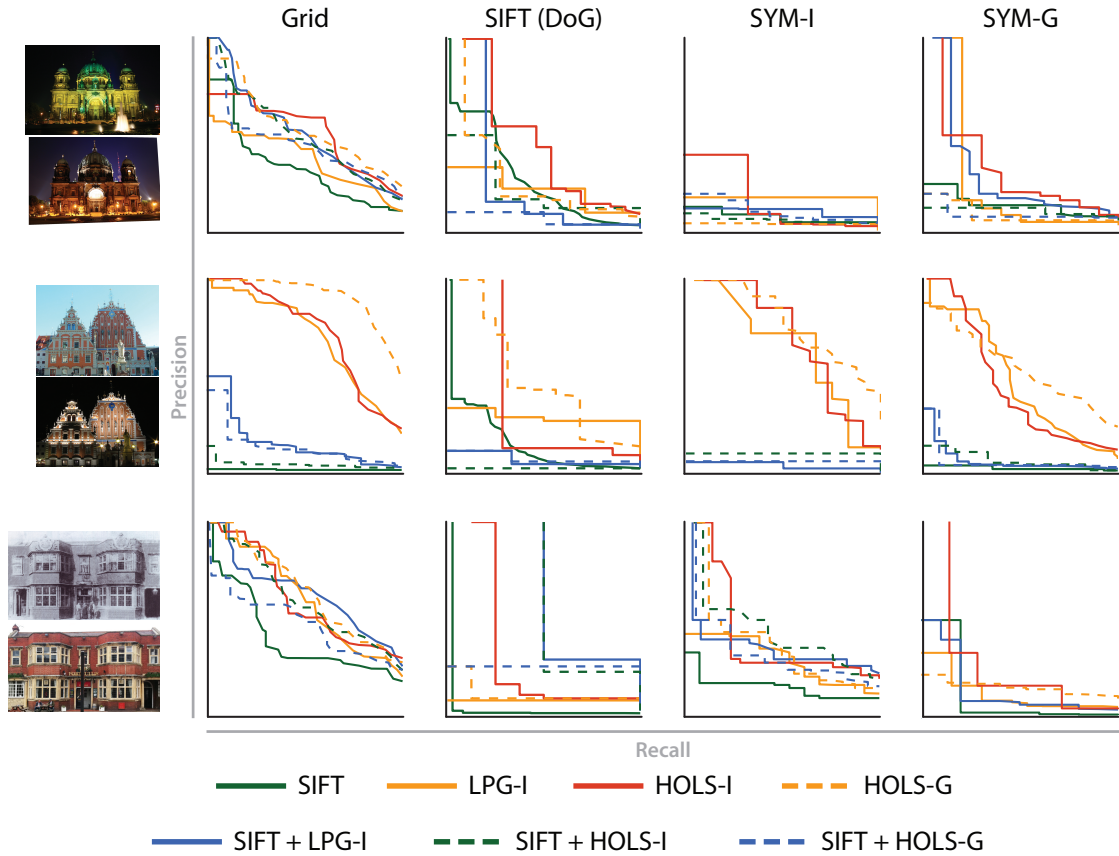 Grid SIFT (DoG) SYM-I SYM-G
Precision
Recall
SIFT LPG-I HOLS-I HOLS-G
SIFT + LPG-I SIFT + HOLS-I SIFT + HOLS-G